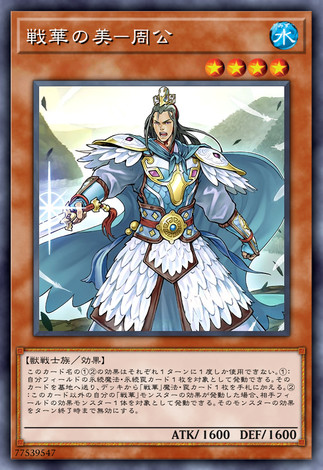 戦華の美－周公
水
【獣戦士族／効果】
このカード名の①②の効果はそれぞれ１ターンに１度しか使用できない。①：
自分フィールドの永続魔法・永続罠カード１枚を対象として発動できる。その
カードを墓地へ送り、デッキから「戦華」魔法・罠カード１枚を手札に加える。②
：このカード以外の自分の「戦華」モンスターの効果が発動した場合、相手フィー
ルドの効果モンスター１体を対象として発動できる。そのモンスターの効果
をターン終了時まで無効にする。
ATK/ 1600 DEF/ 1600
77539547